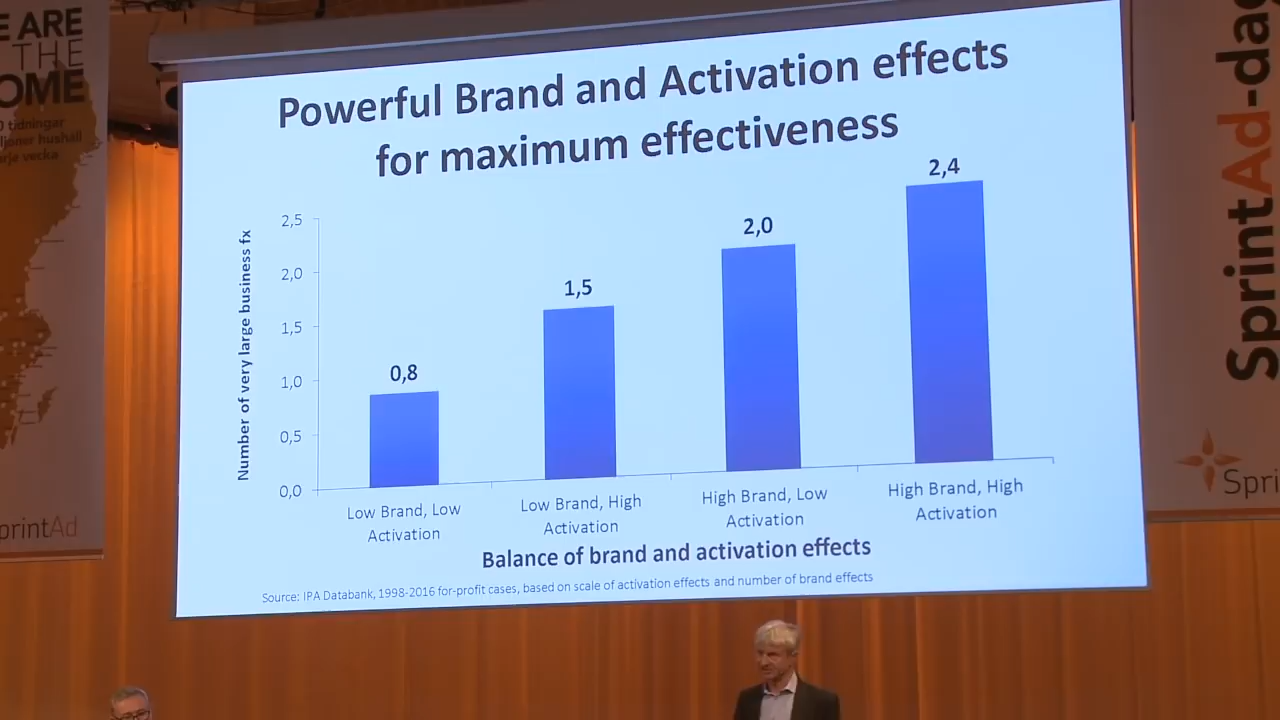 E ARE
THE
OME
0 tidningar
ljoner hushåll
rje vecka
printAd
Powerful Brand and Activation effects
for maximum effectiveness
Number of very large business fx
2,5
2,0
1,5
1,0
0,5
0,0
0,8
1,5
2,0
2,4
Low Brand, Low
Activation
Low Brand, High
Activation
High Brand, Low
Activation
High Brand, High
Activation
Balance of brand and activation effects
Source: IPA Databank, 1998-2016 for-profit cases, based on scale of activation effects and number of brand effects
SprintAd-dag
Spri